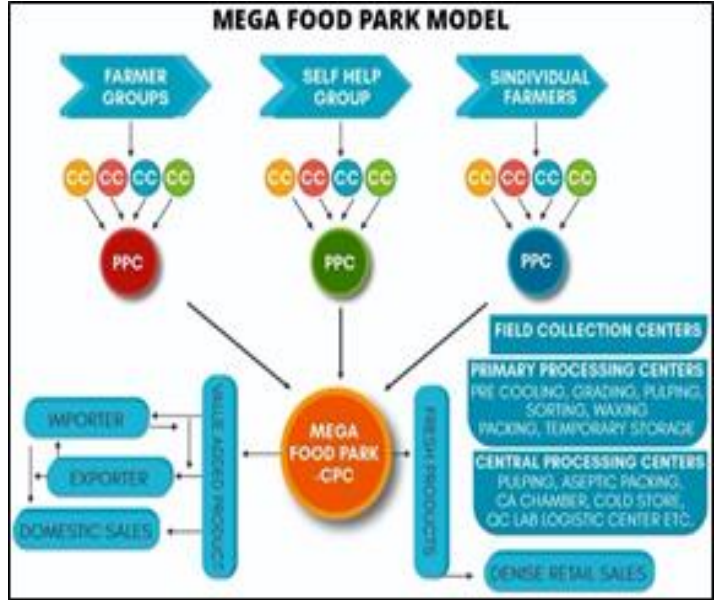 MEGA FOOD PARK MODEL
FARMER
GROUPS
SELF HELP
GROUP
SINDIVIDUAL
FARMERS
CC CC CC CC
CC CC CC CC
CC CC CC CC
PPC
PPC
PPC
FIELD COLLECTION CENTERS
PRIMARY PROCESSING CENTERS
PRE COOLING, GRADING, PULPING,
SORTING, WAXING
PACKING, TEMPORARY STORAGE
CENTRAL PROCESSING CENTERS
PULPING, ASEPTIC PACKING,
CA CHAMBER, COLD STORE,
QC LAB LOGISTIC CENTER ETC.
MEGA
FOOD PARK
-CPC
VALUE ADDED PRODUCT
FRESH PRODUCTS
IMPORTER
EXPORTER
DOMESTIC SALES
DENISE RETAIL SALES